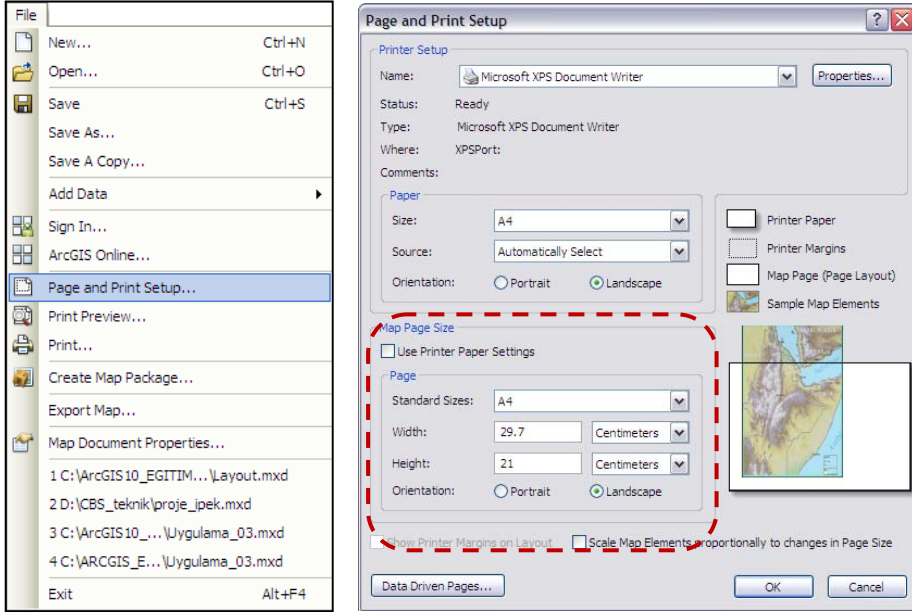 File
New... Ctrl+N
Open... Ctrl+O
Save Ctrl+S
Save As...
Save A Copy...
Add Data
Sign In...
ArcGIS Online...
Page and Print Setup...
Print Preview...
Print...
Create Map Package...
Export Map...
Map Document Properties...
1 C:\ArcGIS10_EGITIM...\Layout.mxd
2 D:\CBS_teknik\proje_ipek.mxd
3 C:\ArcGIS10_...\Uygulama_03.mxd
4 C:\ARCGIS_E...\Uygulama_03.mxd
Exit Alt+F4
Page and Print Setup
Printer Setup
Name: Microsoft XPS Document Writer Properties...
Status: Ready
Type: Microsoft XPS Document Writer
Where: XPSPort:
Comments:
Paper
Size: A4
Source: Automatically Select
Orientation: Portrait Landscape
Printer Paper
Printer Margins
Map Page (Page Layout)
Sample Map Elements
Map Page Size
Use Printer Paper Settings
Page
Standard Sizes: A4
Width: 29.7 Centimeters
Height: 21 Centimeters
Orientation: Portrait Landscape
Show Printer Margins on Layout Scale Map Elements proportionally to changes in Page Size
Data Driven Pages... OK Cancel